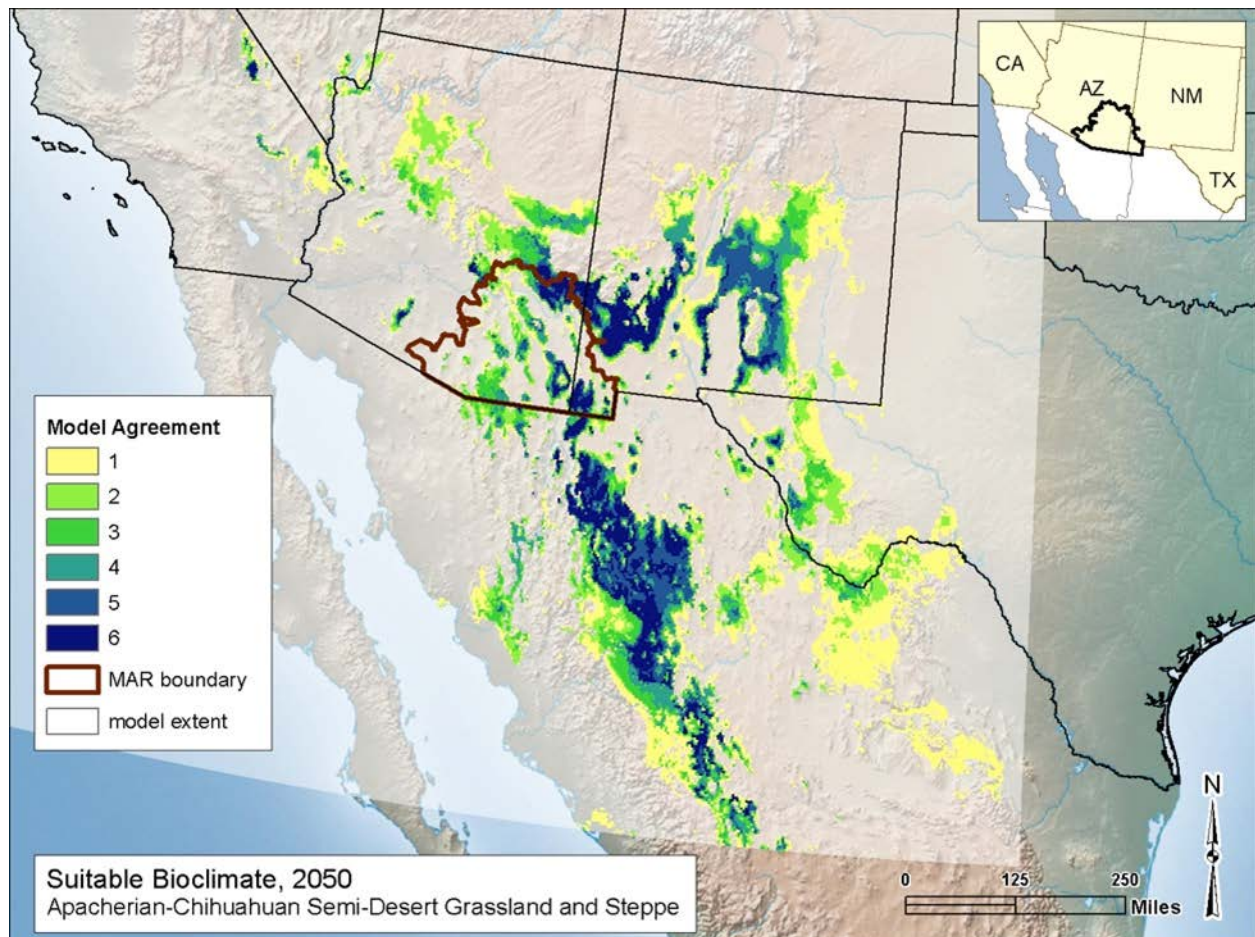 CA
AZ
NM
TX
Model Agreement
1
2
3
4
5
6
MAR boundary
model extent
N
Suitable Bioclimate, 2050
Apacherian-Chihuahuan Semi-Desert Grassland and Steppe
0 125 250
Miles